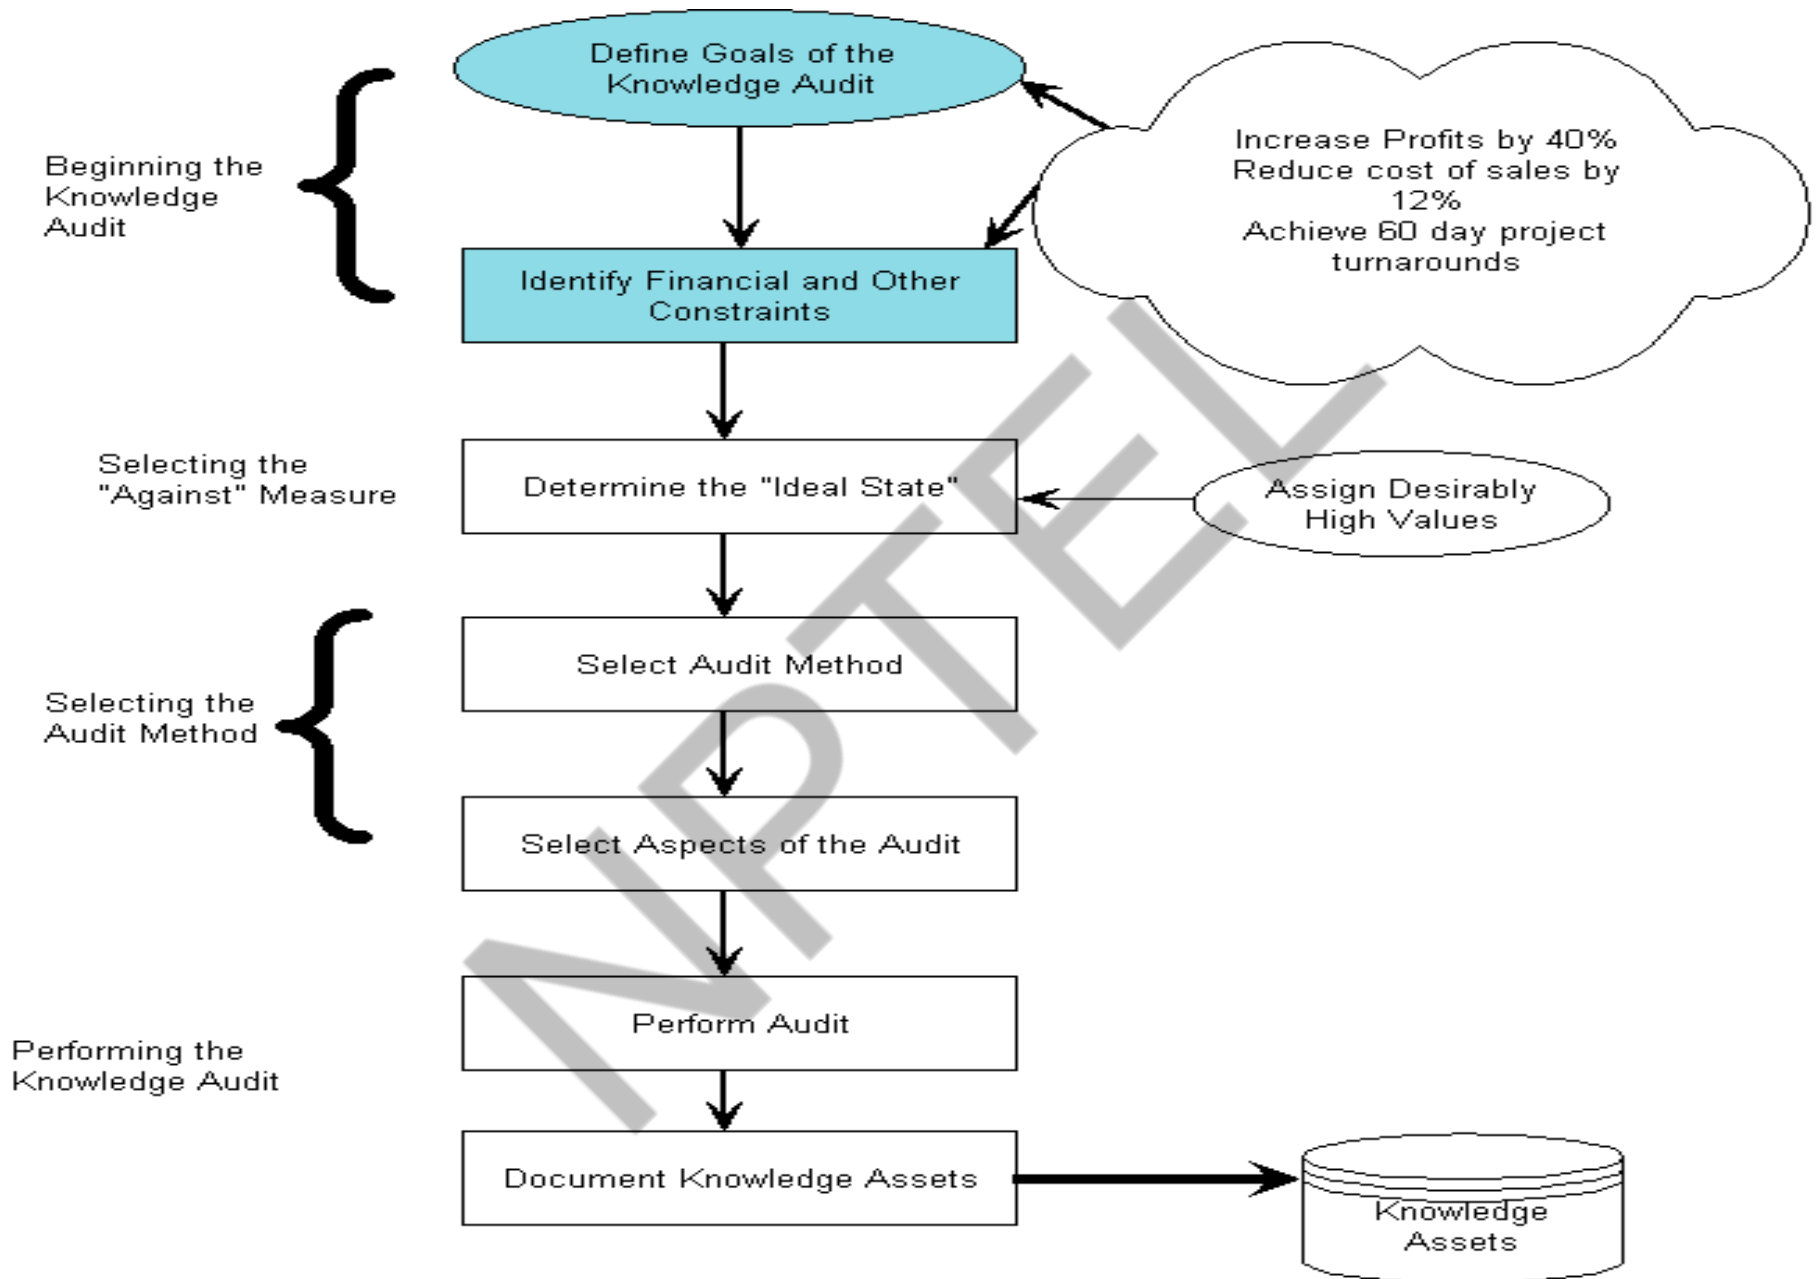 Define Goals of the
Knowledge Audit
Increase Profits by 40%
Reduce cost of sales by
12%
Achieve 60 day project
turnarounds
Beginning the
Knowledge
Audit
Identify Financial and Other
Constraints
Selecting the
"Against" Measure
Determine the "Ideal State"
Assign Desirably
High Values
Select Audit Method
Selecting the
Audit Method
Select Aspects of the Audit
Perform Audit
Performing the
Knowledge Audit
Document Knowledge Assets
Knowledge
Assets
NPTEL